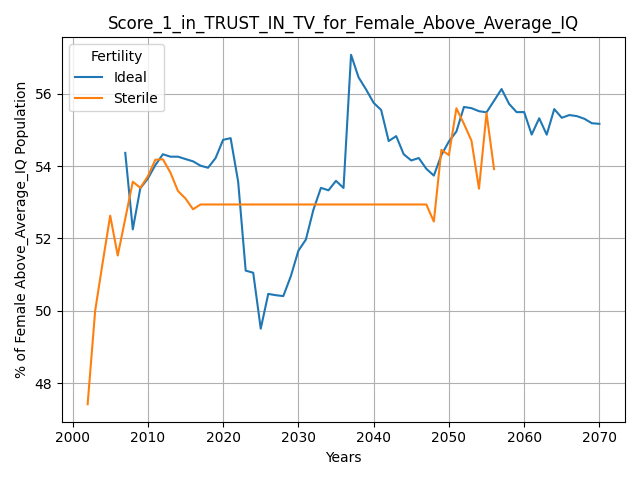 Score_1_in_TRUST_IN_TV_for_Female_Above_Average_IQ
Fertility
Ideal
Sterile
% of Female Above_Average_IQ Population
56
54
52
50
48
2000
2010
2020
2030
2040
2050
2060
2070
Years